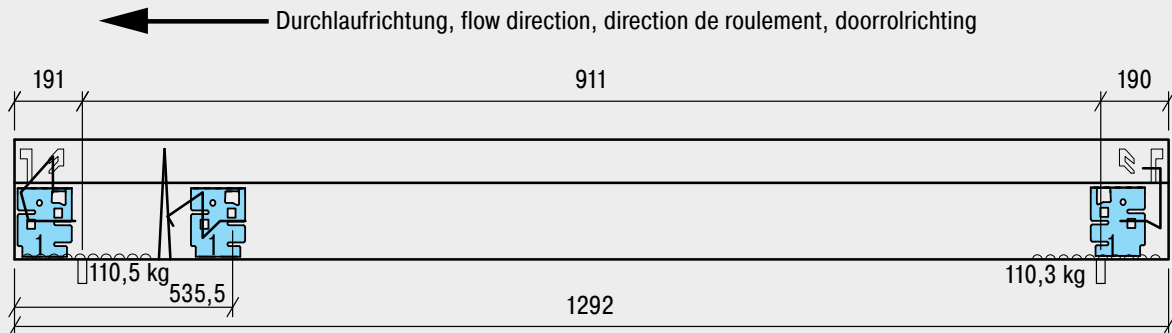 Durchlaufrichtung, flow direction, direction de roulement, doorrolrichting
191 911 190
1 1 1
110,5 kg 110,3 kg
535,5
1292